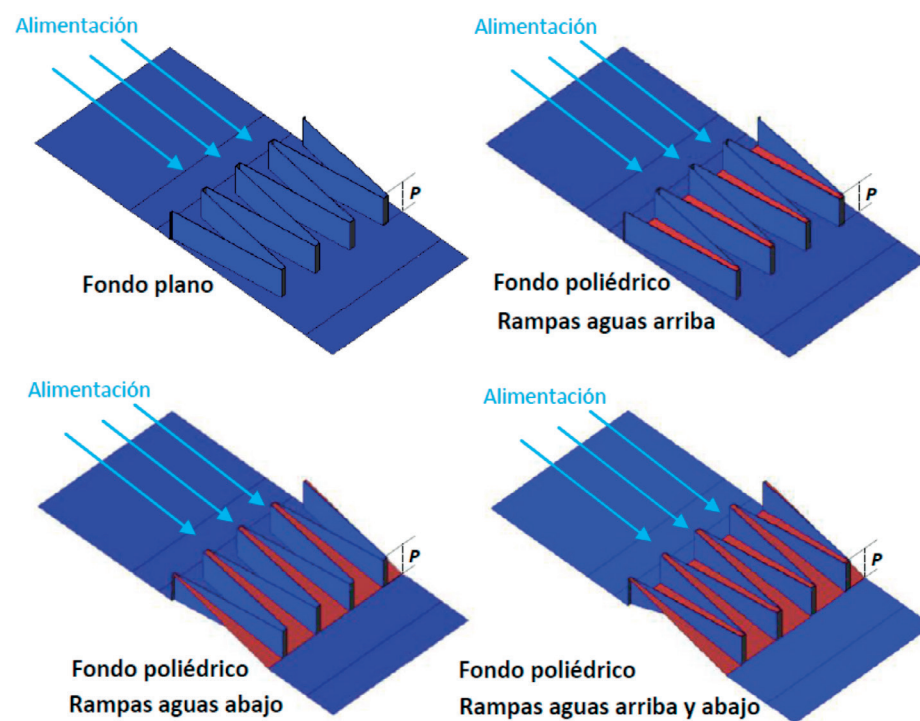 Alimentación
P
Fondo plano
Alimentación
P
Fondo poliédrico
Rampas aguas arriba
Alimentación
P
Fondo poliédrico
Rampas aguas abajo
Alimentación
P
Fondo poliédrico
Rampas aguas arriba y abajo